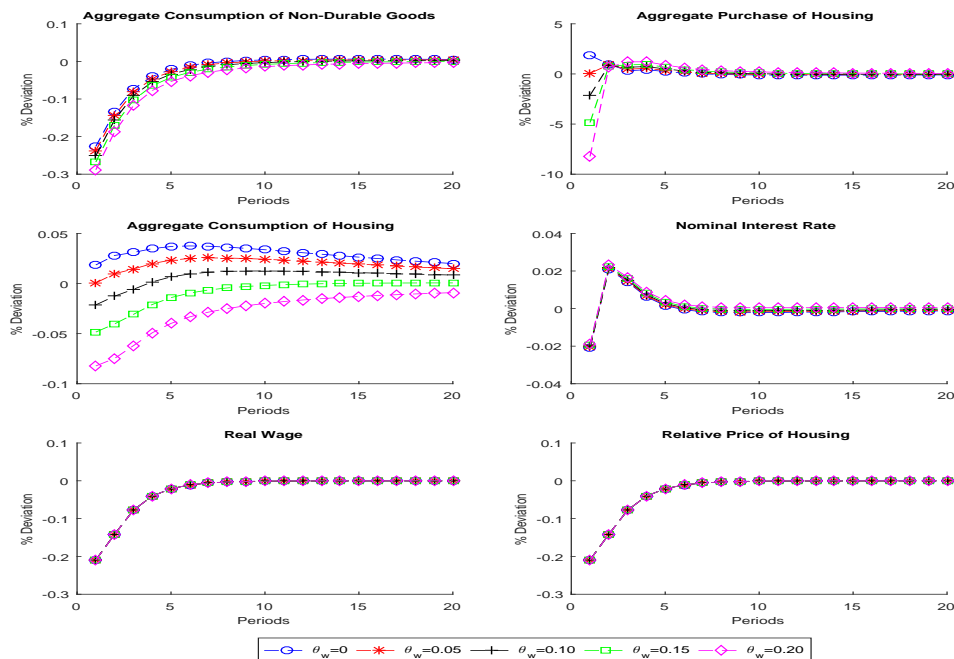 Aggregate Consumption of Non-Durable Goods
0.1
0
-0.1
-0.2
-0.3
% Deviation
0 5 10 15 20
Periods
Aggregate Purchase of Housing
5
0
-5
-10
% Deviation
0 5 10 15 20
Periods
Aggregate Consumption of Housing
0.05
0
-0.05
-0.1
% Deviation
0 5 10 15 20
Periods
Nominal Interest Rate
0.04
0.02
0
-0.02
-0.04
% Deviation
0 5 10 15 20
Periods
Real Wage
0.1
0
-0.1
-0.2
-0.3
% Deviation
0 5 10 15 20
Periods
Relative Price of Housing
0.1
0
-0.1
-0.2
-0.3
% Deviation
0 5 10 15 20
Periods
θ_w=0 θ_w=0.05 θ_w=0.10 θ_w=0.15 θ_w=0.20